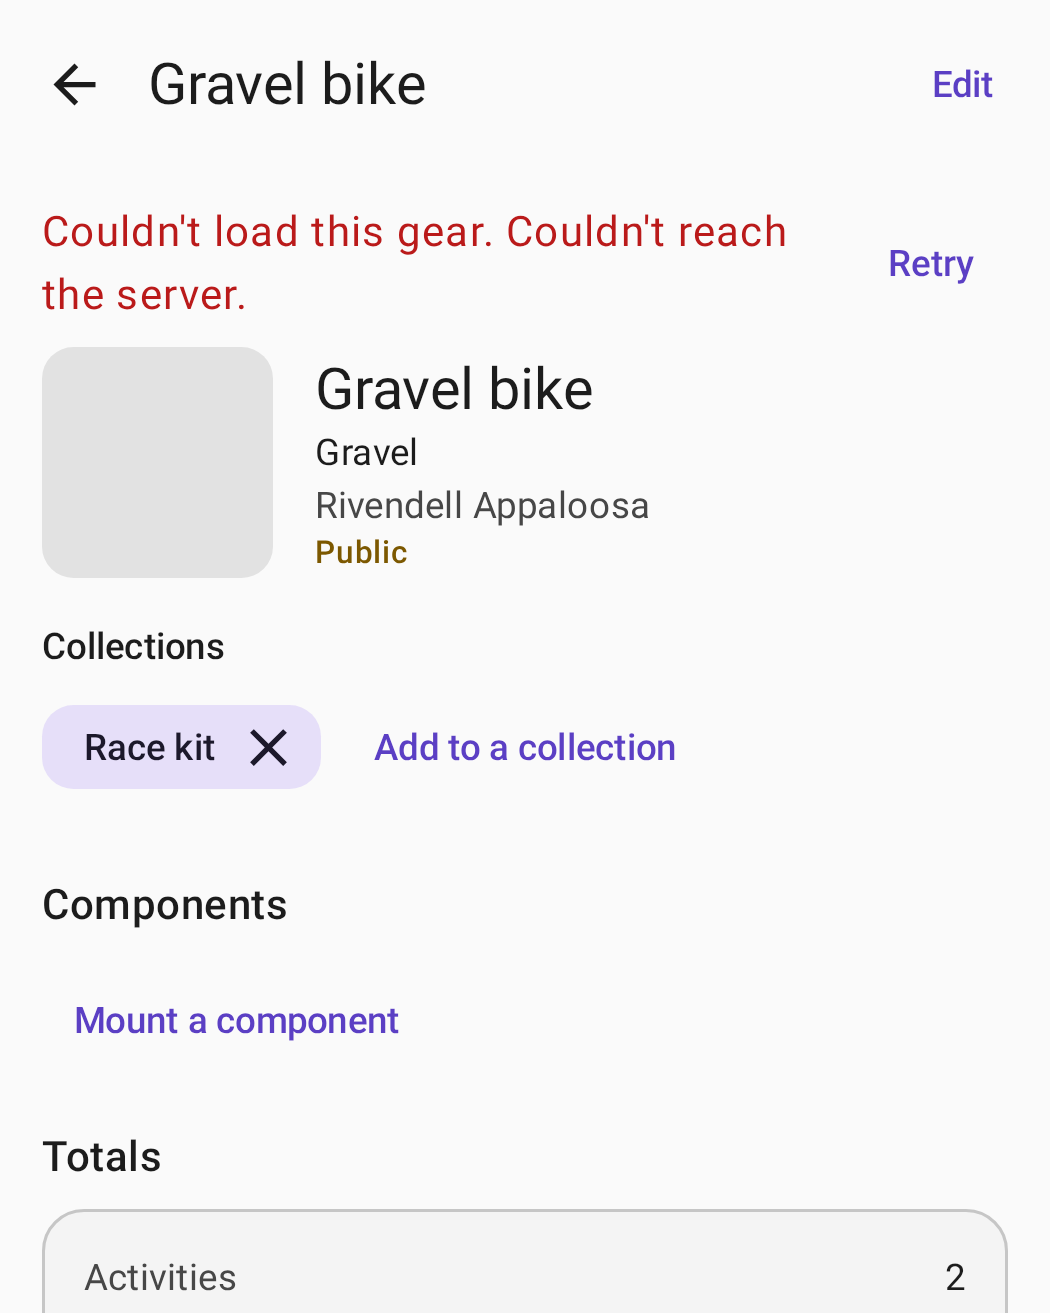 Gravel bike
Edit
Couldn't load this gear. Couldn't reach
the server.
Retry
Gravel bike
Gravel
Rivendell Appaloosa
Public
Collections
Race kit
Add to a collection
Components
Mount a component
Totals
Activities 2